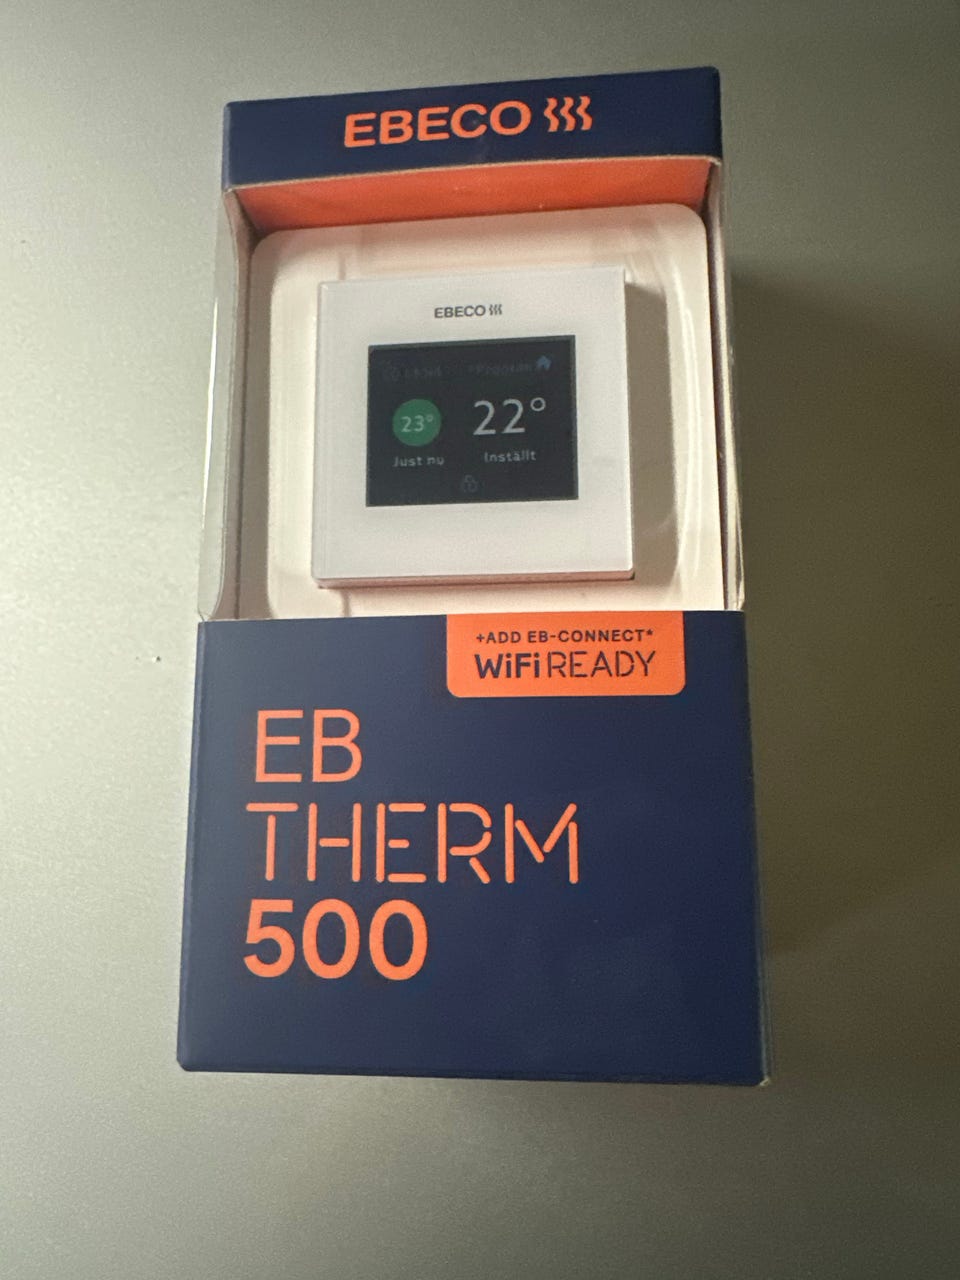 EBECO
EBECO
23° 22°
Just nu Inställt
+ADD EB-CONNECT*
WiFi READY
EB
THERM
500